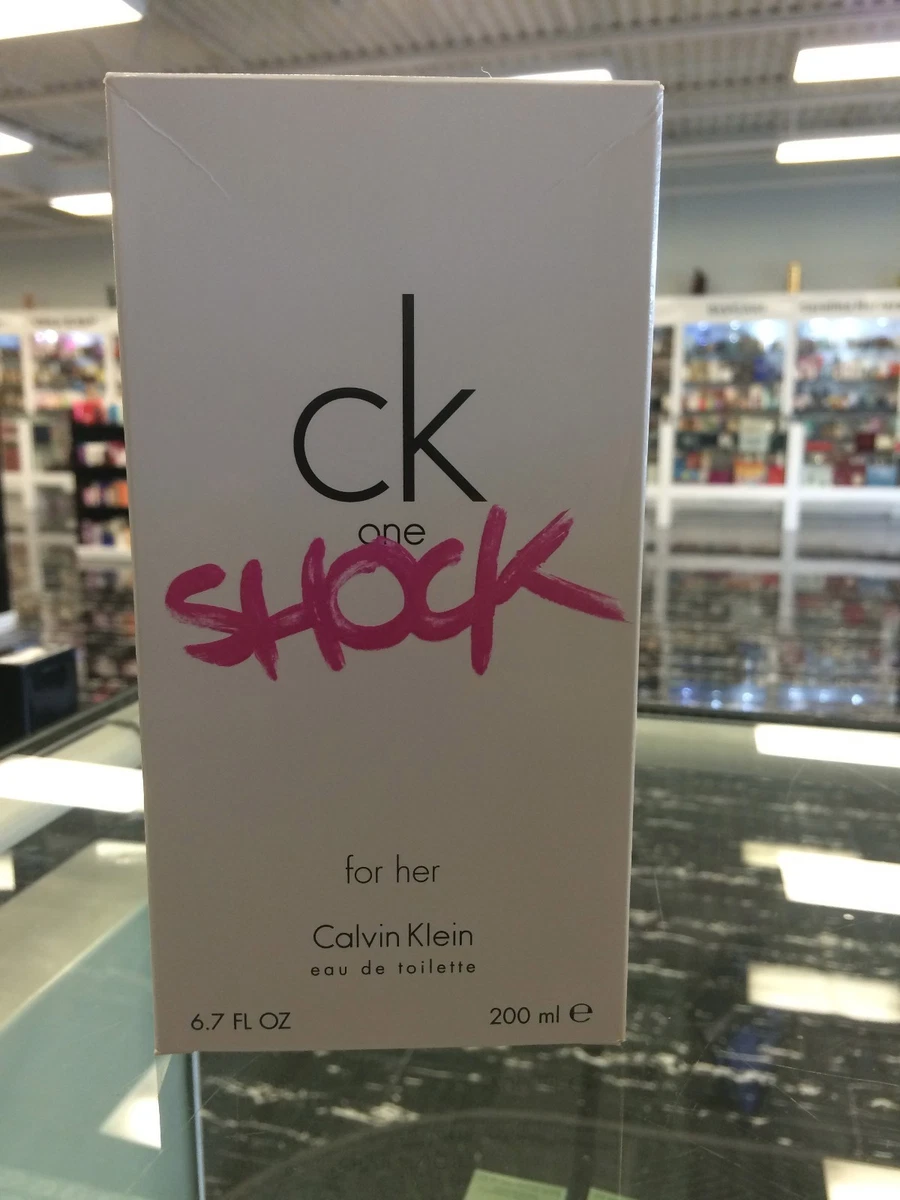 ck
one
SHOCK
for her
Calvin Klein
eau de toilette
6.7 FL OZ
200 ml ℮